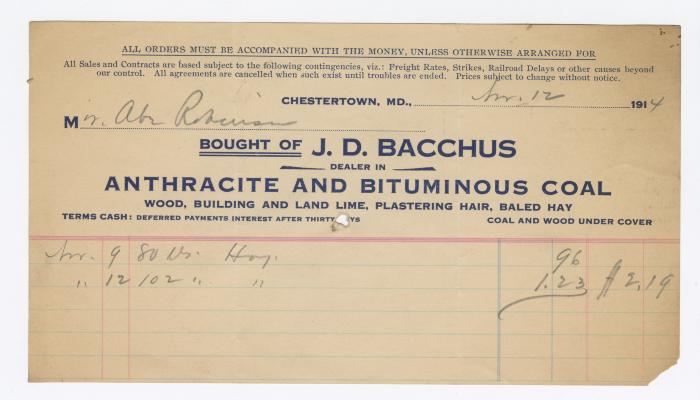 ALL ORDERS MUST BE ACCOMPANIED WITH THE MONEY, UNLESS OTHERWISE ARRANGED FOR
All Sales and Contracts are based subject to the following contingencies, viz.: Freight Rates, Strikes, Railroad Delays or other causes beyond
our control. All agreements are cancelled when such exist until troubles are ended. Prices subject to change without notice.
CHESTERTOWN, MD., Nov. 12 1914
Mr. Abe Robinson
BOUGHT OF J. D. BACCHUS
DEALER IN
ANTHRACITE AND BITUMINOUS COAL
WOOD, BUILDING AND LAND LIME, PLASTERING HAIR, BALED HAY
TERMS CASH: DEFERRED PAYMENTS INTEREST AFTER THIRTY DAYS COAL AND WOOD UNDER COVER
Nov. 9 80 lbs. Hay. 96
" 12 102 " " 1.23 $2.19